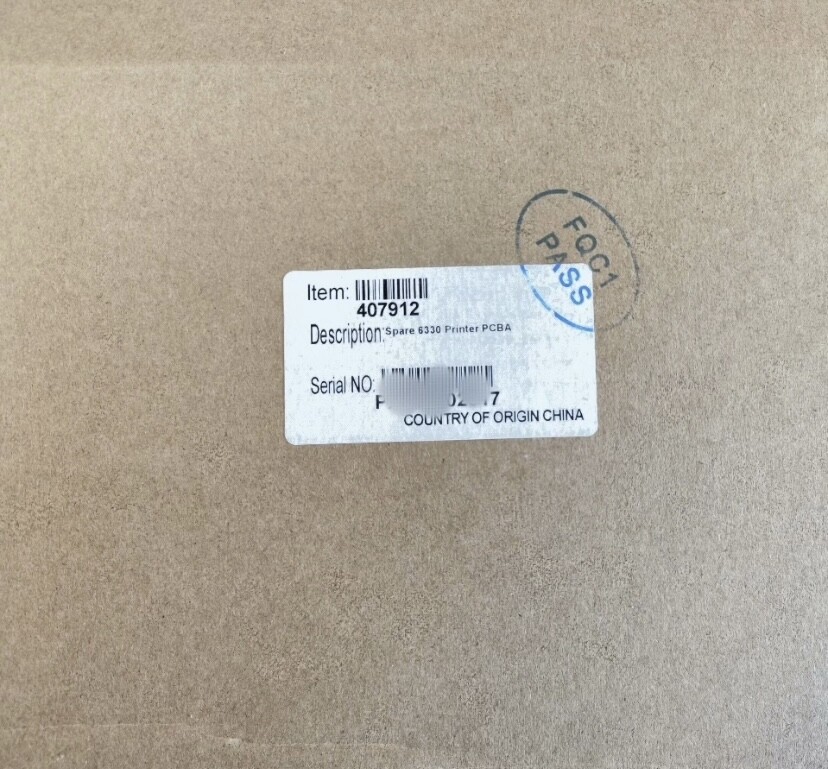 FQC1
PASS
Item:
407912
Description:Spare 6330 Printer PCBA
Serial NO:
COUNTRY OF ORIGIN CHINA